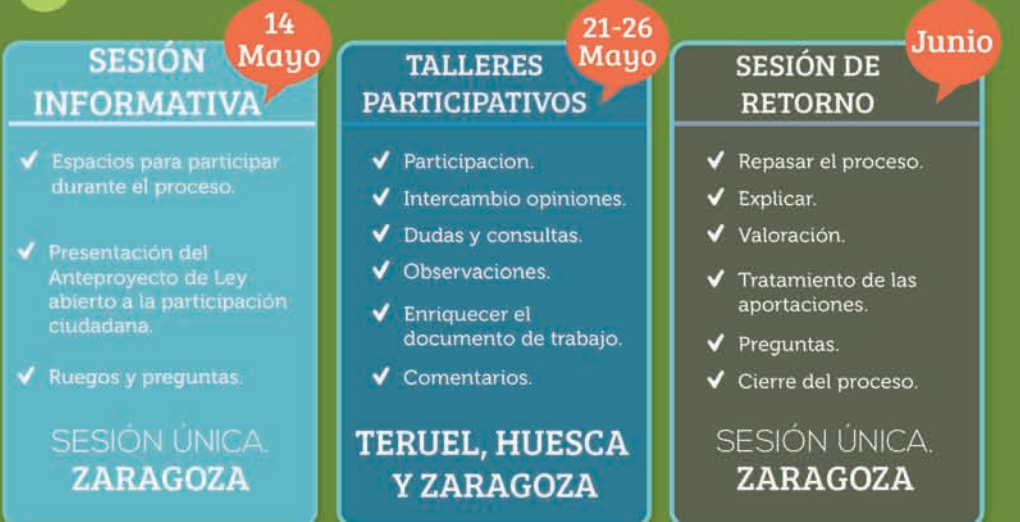 14
Mayo
SESIÓN
INFORMATIVA
✓ Espacios para participar
durante el proceso.
✓ Presentación del
Anteproyecto de Ley
abierto a la participación
ciudadana.
✓ Ruegos y preguntas.
SESIÓN ÚNICA.
ZARAGOZA
21-26
Mayo
TALLERES
PARTICIPATIVOS
✓ Participacion.
✓ Intercambio opiniones.
✓ Dudas y consultas.
✓ Observaciones.
✓ Enriquecer el
documento de trabajo.
✓ Comentarios.
TERUEL, HUESCA
Y ZARAGOZA
Junio
SESIÓN DE
RETORNO
✓ Repasar el proceso.
✓ Explicar.
✓ Valoración.
✓ Tratamiento de las
aportaciones.
✓ Preguntas.
✓ Cierre del proceso.
SESIÓN ÚNICA.
ZARAGOZA